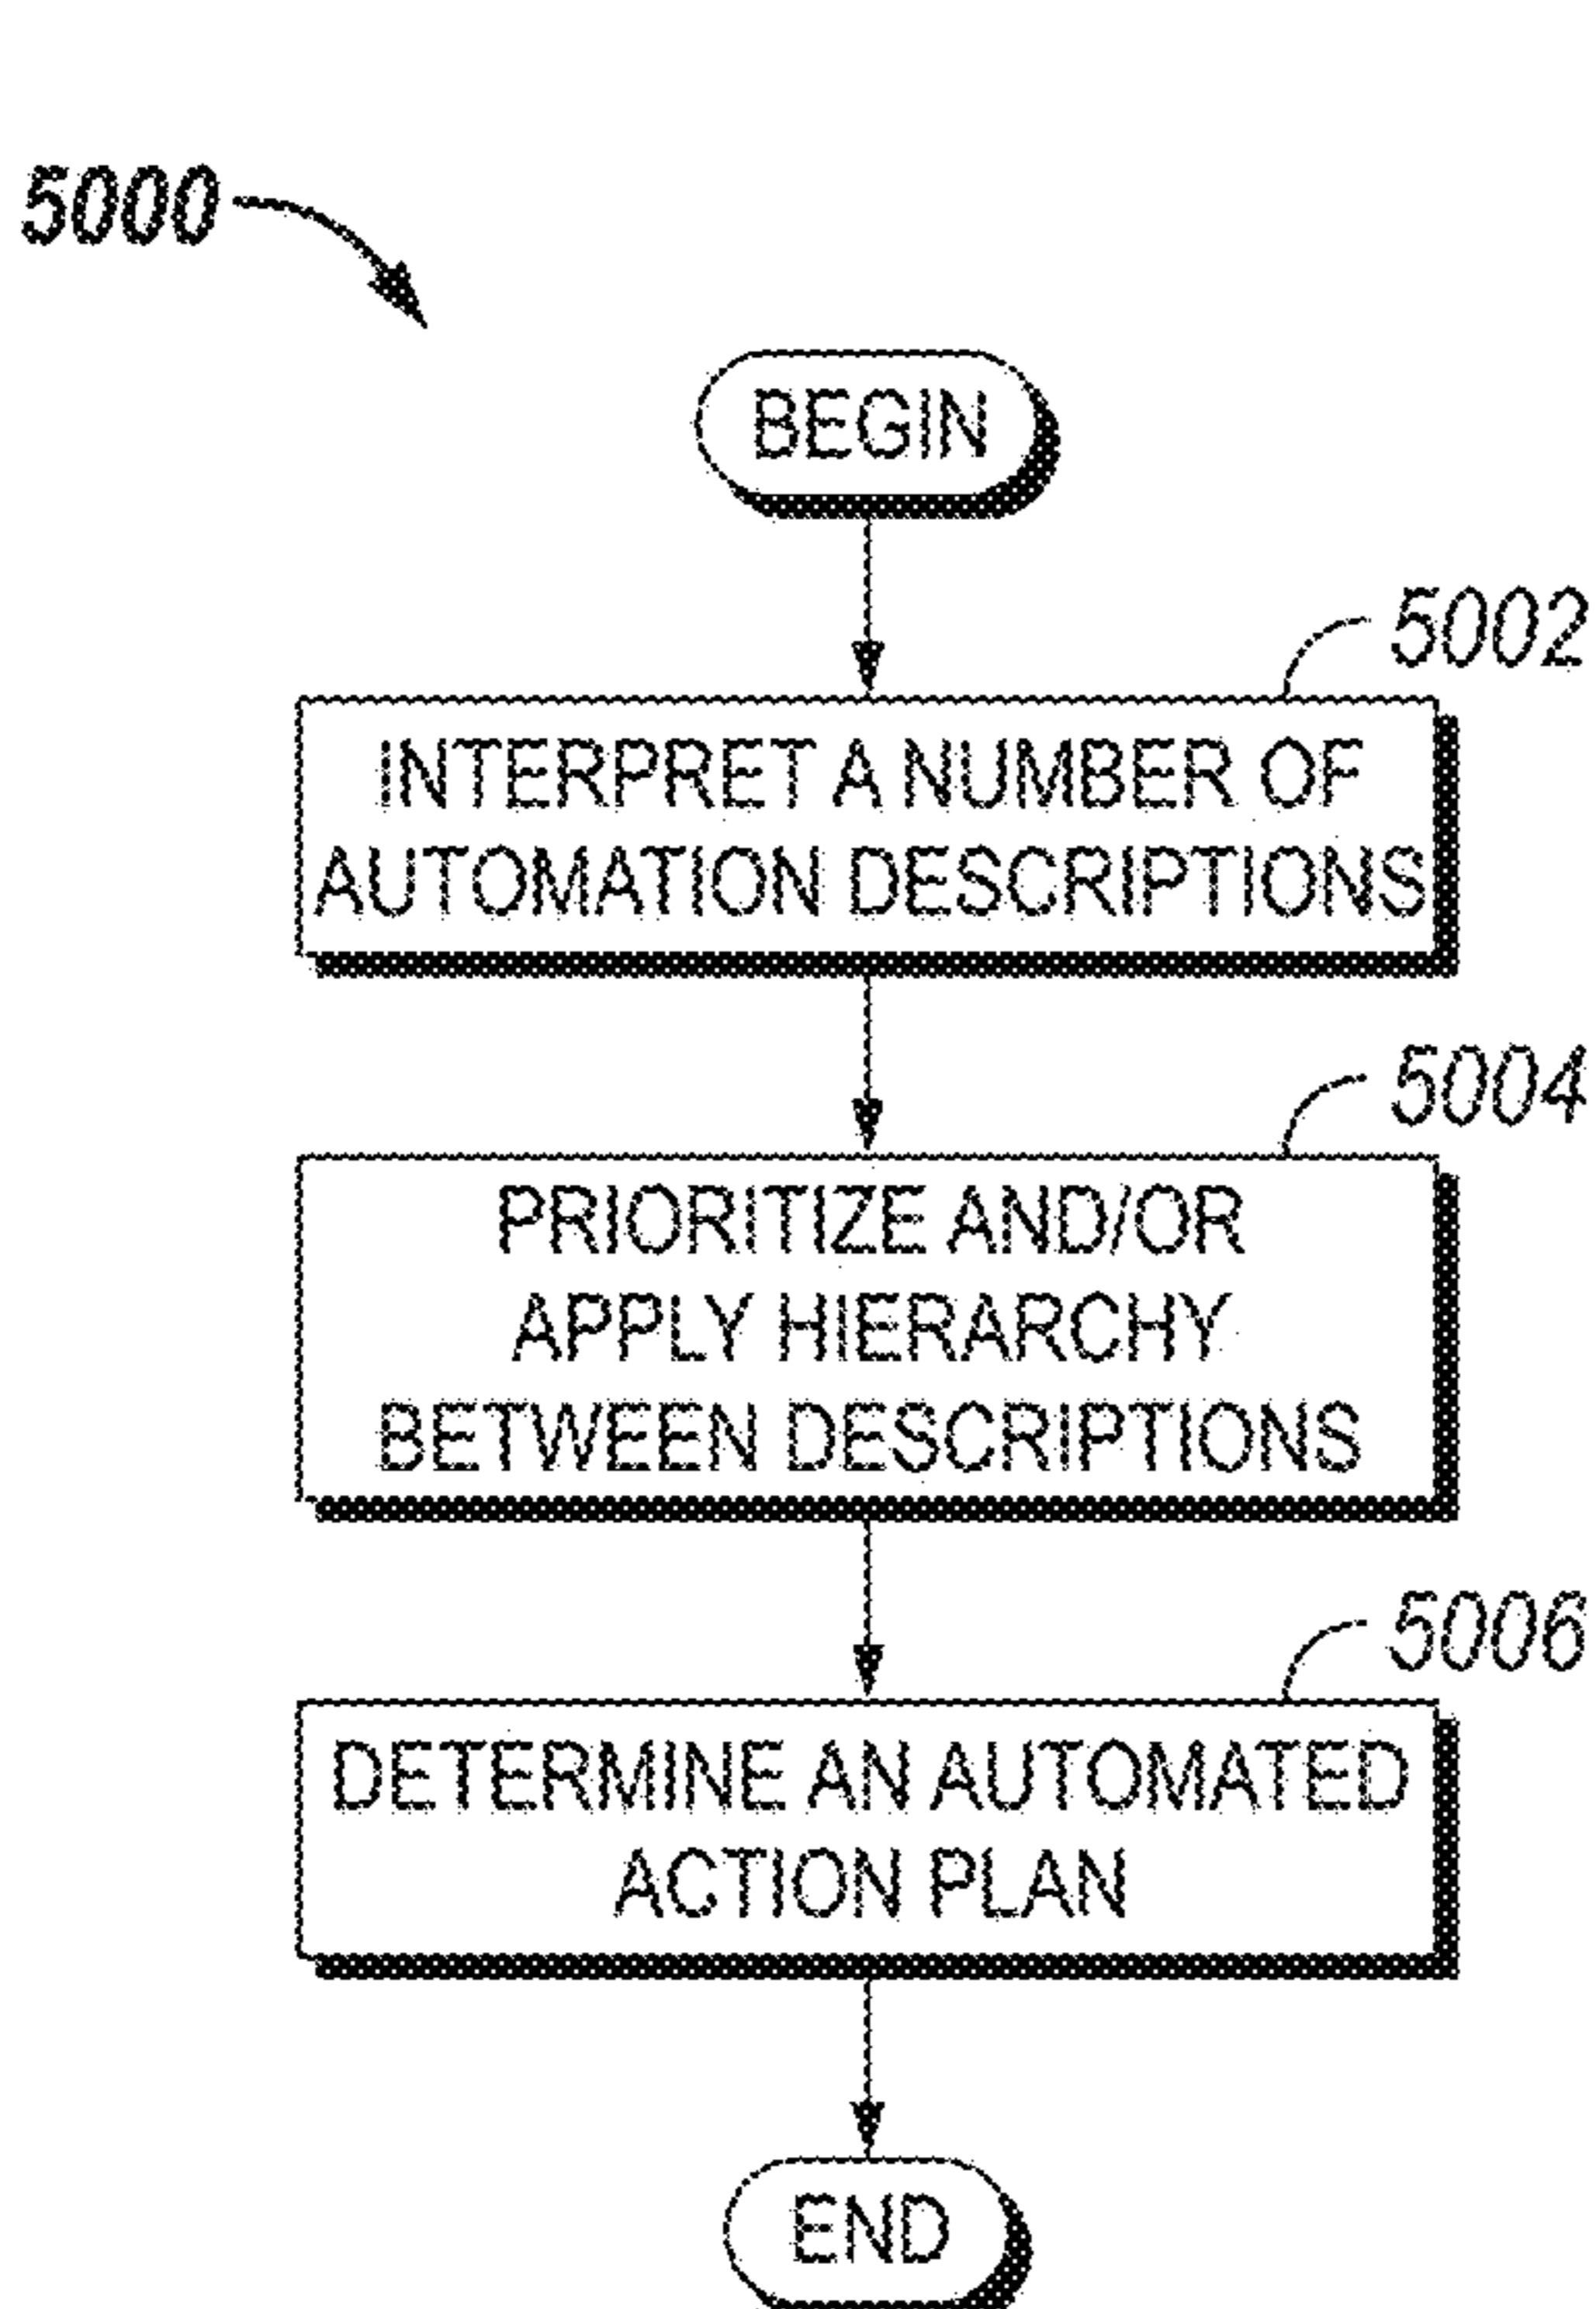 5000
BEGIN
5002
INTERPRET A NUMBER OF
AUTOMATION DESCRIPTIONS
5004
PRIORITIZE AND/OR
APPLY HIERARCHY
BETWEEN DESCRIPTIONS
5006
DETERMINE AN AUTOMATED
ACTION PLAN
END